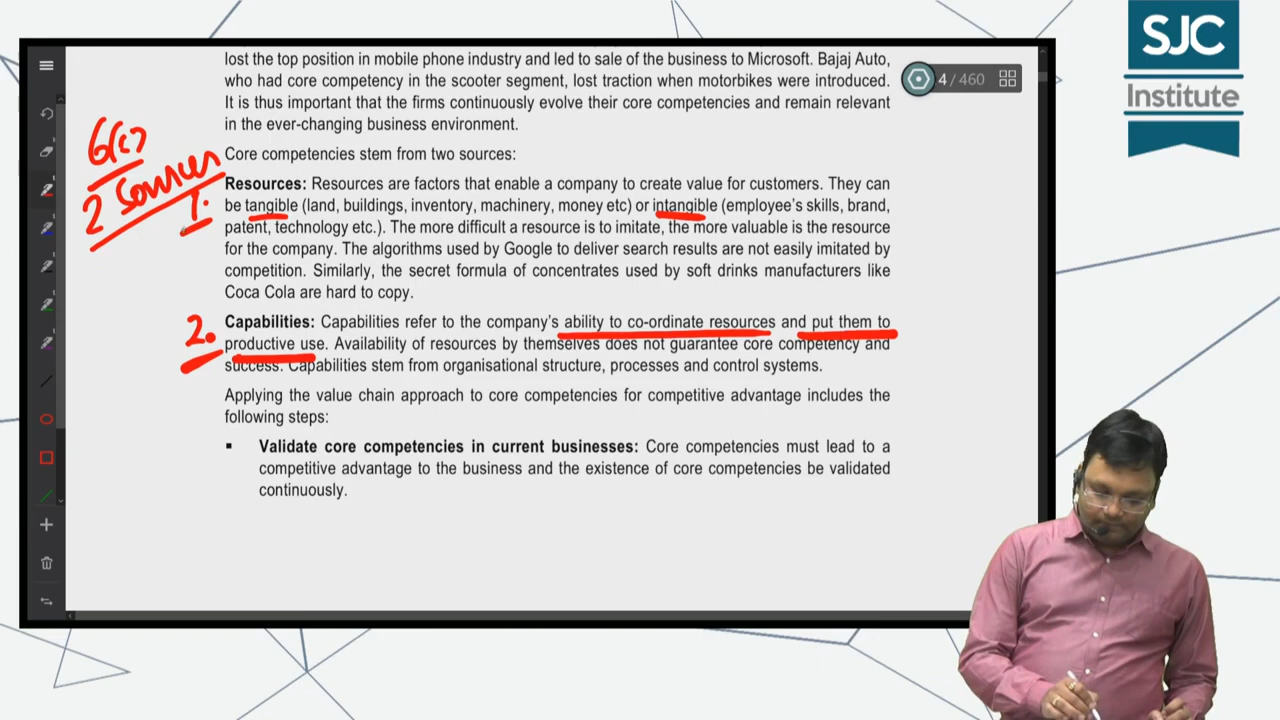 SJC
Institute
4 / 460
lost the top position in mobile phone industry and led to sale of the business to Microsoft. Bajaj Auto,
who had core competency in the scooter segment, lost traction when motorbikes were introduced.
It is thus important that the firms continuously evolve their core competencies and remain relevant
in the ever-changing business environment.
Core competencies stem from two sources:
2 Sources
1.
Resources: Resources are factors that enable a company to create value for customers. They can
be tangible (land, buildings, inventory, machinery, money etc) or intangible (employee's skills, brand,
patent, technology etc.). The more difficult a resource is to imitate, the more valuable is the resource
for the company. The algorithms used by Google to deliver search results are not easily imitated by
competition. Similarly, the secret formula of concentrates used by soft drinks manufacturers like
Coca Cola are hard to copy.
2.
Capabilities: Capabilities refer to the company's ability to co-ordinate resources and put them to
productive use. Availability of resources by themselves does not guarantee core competency and
success. Capabilities stem from organisational structure, processes and control systems.
Applying the value chain approach to core competencies for competitive advantage includes the
following steps:
▪ Validate core competencies in current businesses: Core competencies must lead to a
competitive advantage to the business and the existence of core competencies be validated
continuously.